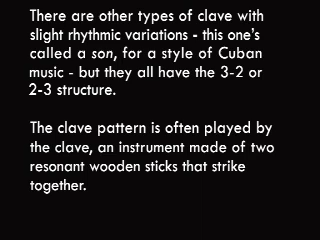 There are other types of clave with
slight rhythmic variations - this one's
called a son, for a style of Cuban
music - but they all have the 3-2 or
2-3 structure.
The clave pattern is often played by
the clave, an instrument made of two
resonant wooden sticks that strike
together.